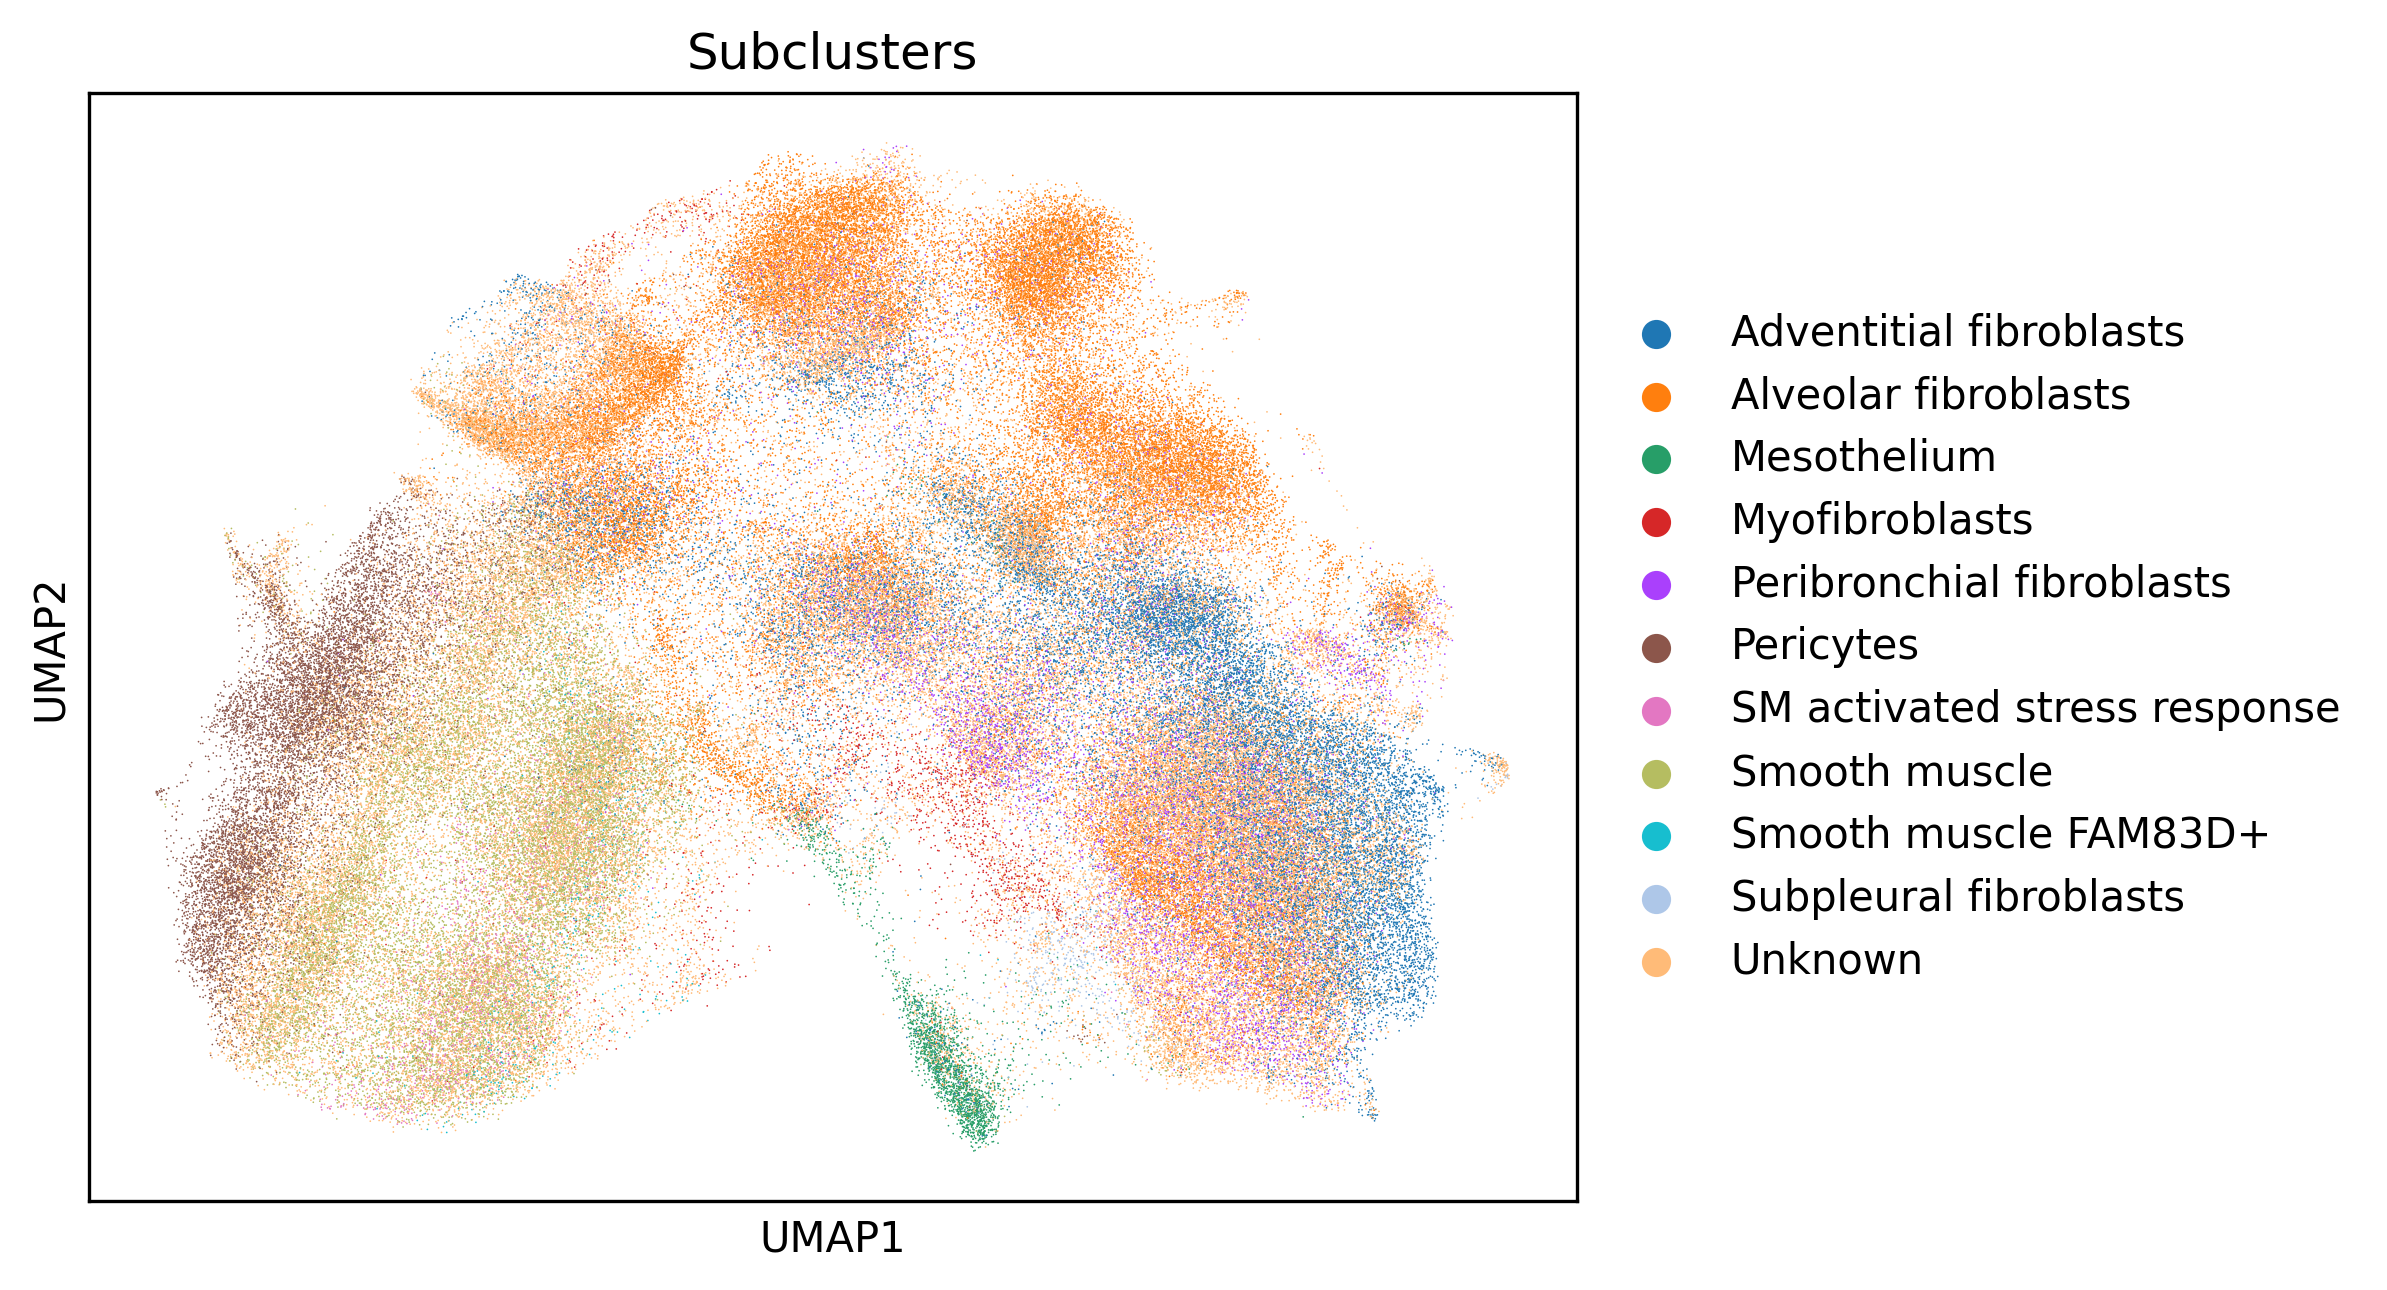 Subclusters
UMAP2
UMAP1
Adventitial fibroblasts
Alveolar fibroblasts
Mesothelium
Myofibroblasts
Peribronchial fibroblasts
Pericytes
SM activated stress response
Smooth muscle
Smooth muscle FAM83D+
Subpleural fibroblasts
Unknown